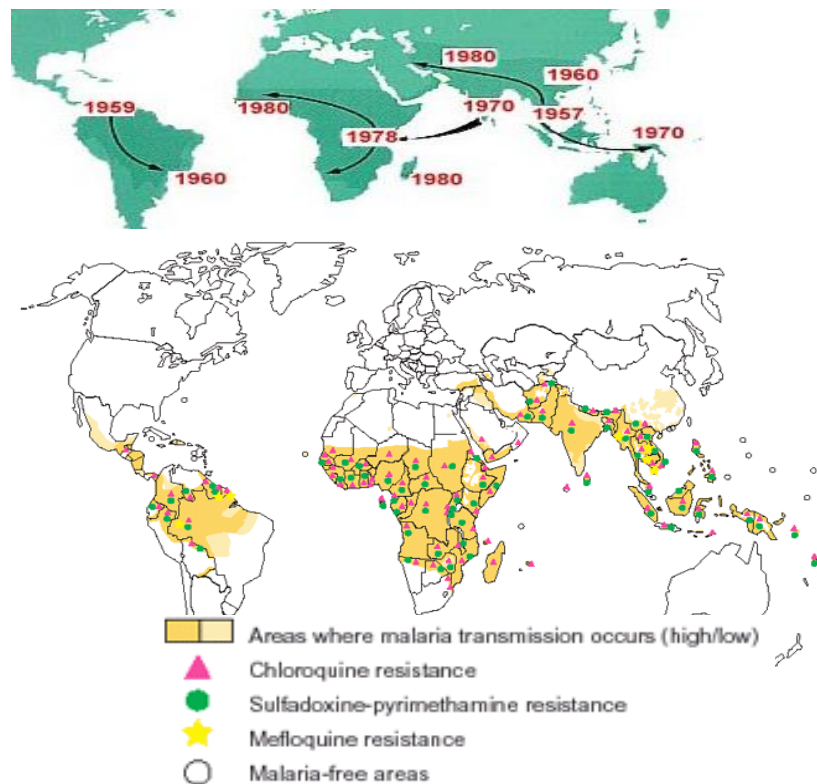 1980
1960
1959
1980
1970
1957
1970
1978
1960
1980
Areas where malaria transmission occurs (high/low)
Chloroquine resistance
Sulfadoxine-pyrimethamine resistance
Mefloquine resistance
Malaria-free areas